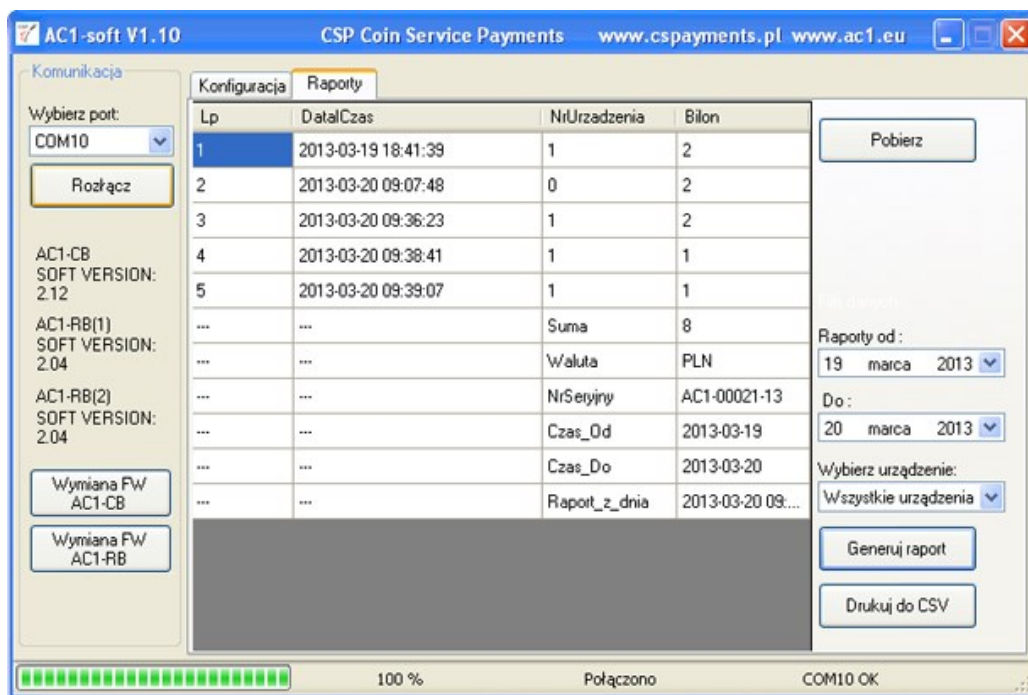 AC1-soft V1.10 CSP Coin Service Payments www.cspayments.pl www.ac1.eu
Komunikacja
Wybierz port:
COM10
Rozłącz
AC1-CB
SOFT VERSION:
2.12
AC1-RB(1)
SOFT VERSION:
2.04
AC1-RB(2)
SOFT VERSION:
2.04
Wymiana FW
AC1-CB
Wymiana FW
AC1-RB
Konfiguracja Raporty
Lp DataICzas NrUrzadzenia Bilon
1 2013-03-19 18:41:39 1 2
2 2013-03-20 09:07:48 0 2
3 2013-03-20 09:36:23 1 2
4 2013-03-20 09:38:41 1 1
5 2013-03-20 09:39:07 1 1
--- --- Suma 8
--- --- Waluta PLN
--- --- NrSeryjny AC1-00021-13
--- --- Czas_Od 2013-03-19
--- --- Czas_Do 2013-03-20
--- --- Raport_z_dnia 2013-03-20 09:...
Pobierz
Raporty od :
19 marca 2013
Do :
20 marca 2013
Wybierz urządzenie:
Wszystkie urządzenia
Generuj raport
Drukuj do CSV
100 % Połączono COM10 OK